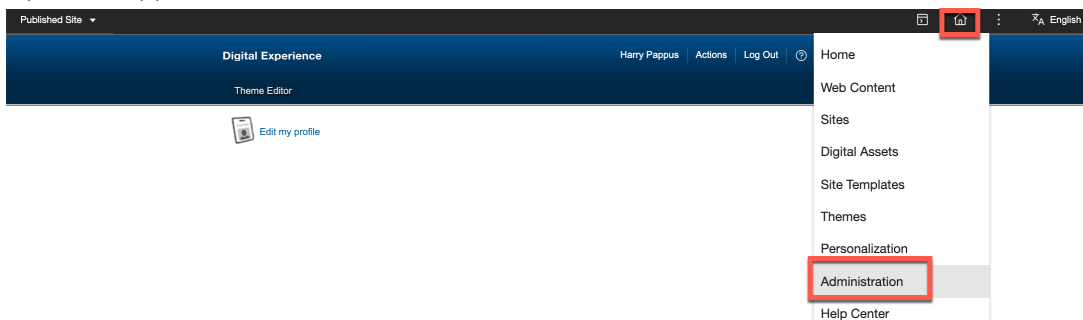 Published Site
English
Digital Experience
Harry Pappus Actions Log Out
Theme Editor
Edit my profile
Home
Web Content
Sites
Digital Assets
Site Templates
Themes
Personalization
Administration
Help Center